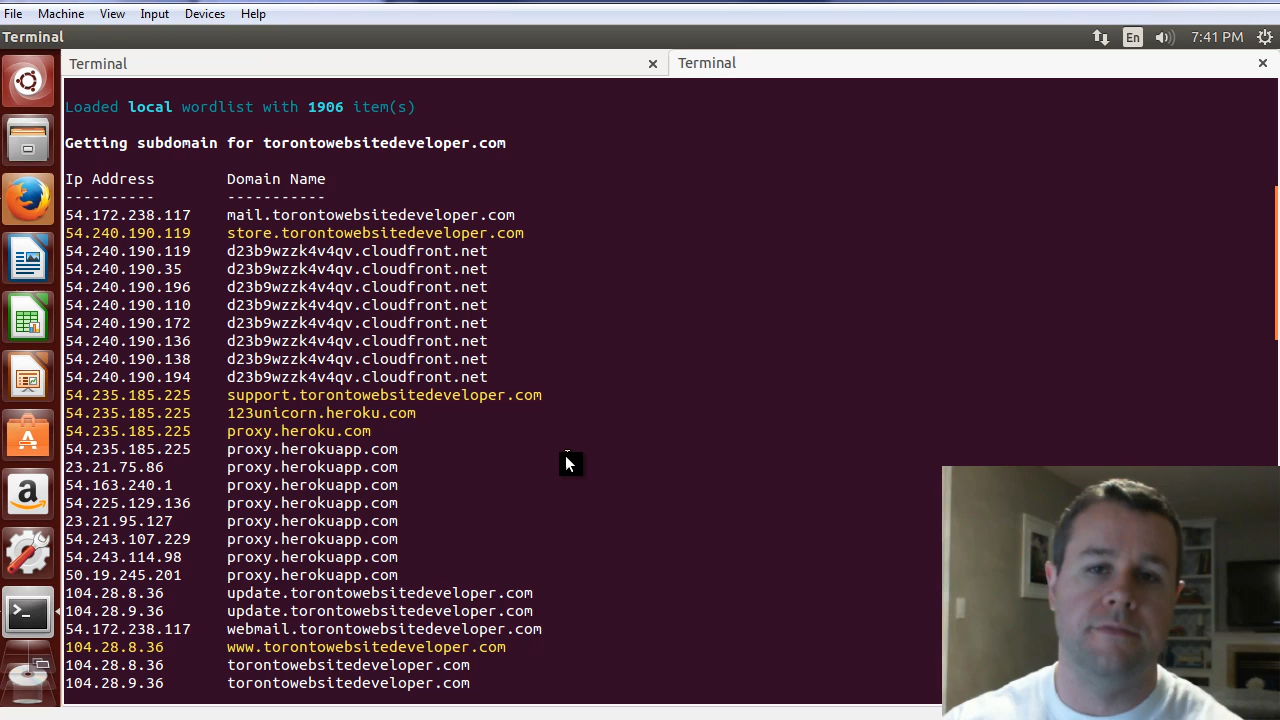 File Machine View Input Devices Help
Terminal En 7:41 PM
Terminal Terminal
Loaded local wordlist with 1906 item(s)
Getting subdomain for torontowebsitedeveloper.com
Ip Address Domain Name
---------- -----------
54.172.238.117 mail.torontowebsitedeveloper.com
54.240.190.119 store.torontowebsitedeveloper.com
54.240.190.119 d23b9wzzk4v4qv.cloudfront.net
54.240.190.35 d23b9wzzk4v4qv.cloudfront.net
54.240.190.196 d23b9wzzk4v4qv.cloudfront.net
54.240.190.110 d23b9wzzk4v4qv.cloudfront.net
54.240.190.172 d23b9wzzk4v4qv.cloudfront.net
54.240.190.136 d23b9wzzk4v4qv.cloudfront.net
54.240.190.138 d23b9wzzk4v4qv.cloudfront.net
54.240.190.194 d23b9wzzk4v4qv.cloudfront.net
54.235.185.225 support.torontowebsitedeveloper.com
54.235.185.225 123unicorn.heroku.com
54.235.185.225 proxy.heroku.com
54.235.185.225 proxy.herokuapp.com
23.21.75.86 proxy.herokuapp.com
54.163.240.1 proxy.herokuapp.com
54.225.129.136 proxy.herokuapp.com
23.21.95.127 proxy.herokuapp.com
54.243.107.229 proxy.herokuapp.com
54.243.114.98 proxy.herokuapp.com
50.19.245.201 proxy.herokuapp.com
104.28.8.36 update.torontowebsitedeveloper.com
104.28.9.36 update.torontowebsitedeveloper.com
54.172.238.117 webmail.torontowebsitedeveloper.com
104.28.8.36 www.torontowebsitedeveloper.com
104.28.8.36 torontowebsitedeveloper.com
104.28.9.36 torontowebsitedeveloper.com